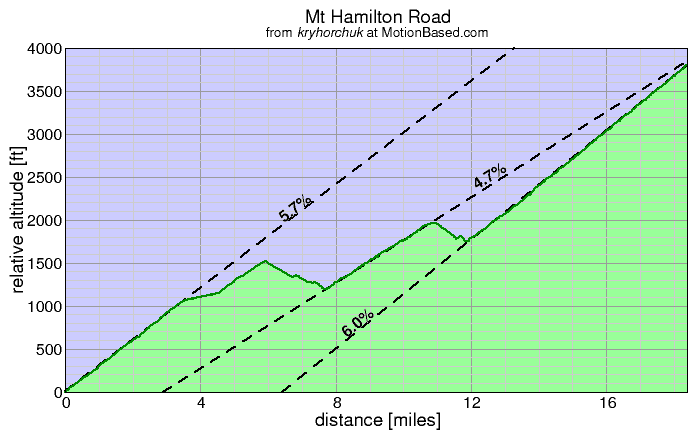 Mt Hamilton Road
from kryhorchuk at MotionBased.com
4000
3500
3000
2500
2000
1500
1000
500
0
relative altitude [ft]
5.7%
4.7%
6.0%
0 4 8 12 16
distance [miles]